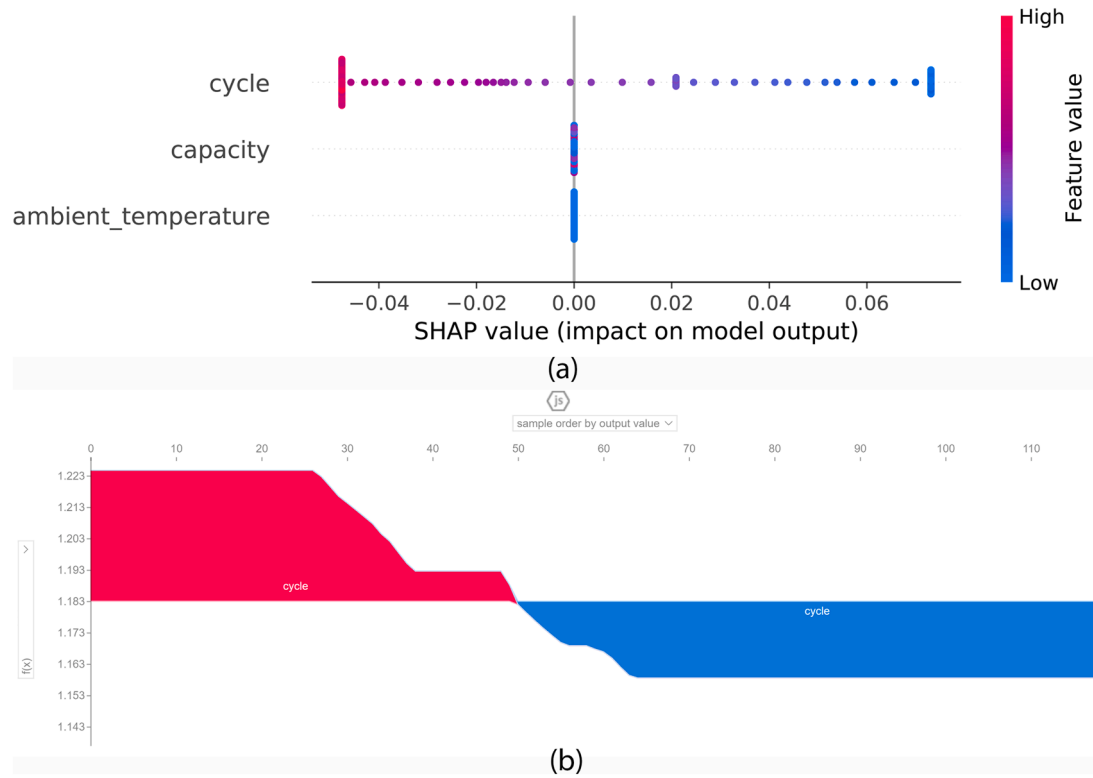 High
cycle
capacity
ambient_temperature
Feature value
Low
−0.04 −0.02 0.00 0.02 0.04 0.06
SHAP value (impact on model output)
(a)
js
sample order by output value
0 10 20 30 40 50 60 70 80 90 100 110
1.223
1.213
1.203
1.193
cycle
1.183
cycle
1.173
1.163
f(x)
1.153
1.143
(b)